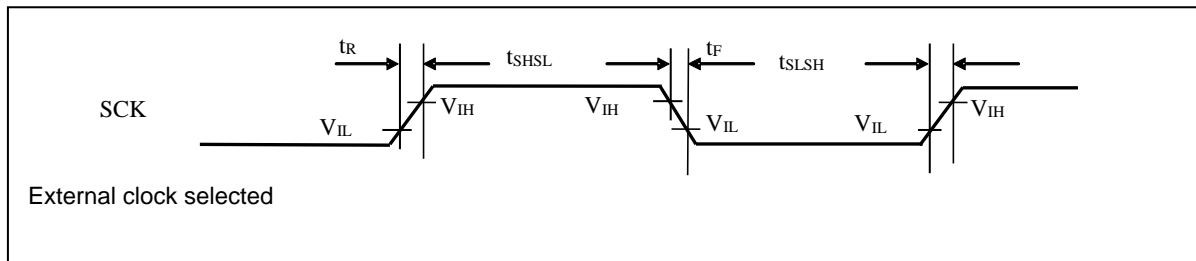 tR tSHSL tF tSLSH
SCK VIH VIH VIH
VIL VIL VIL
External clock selected